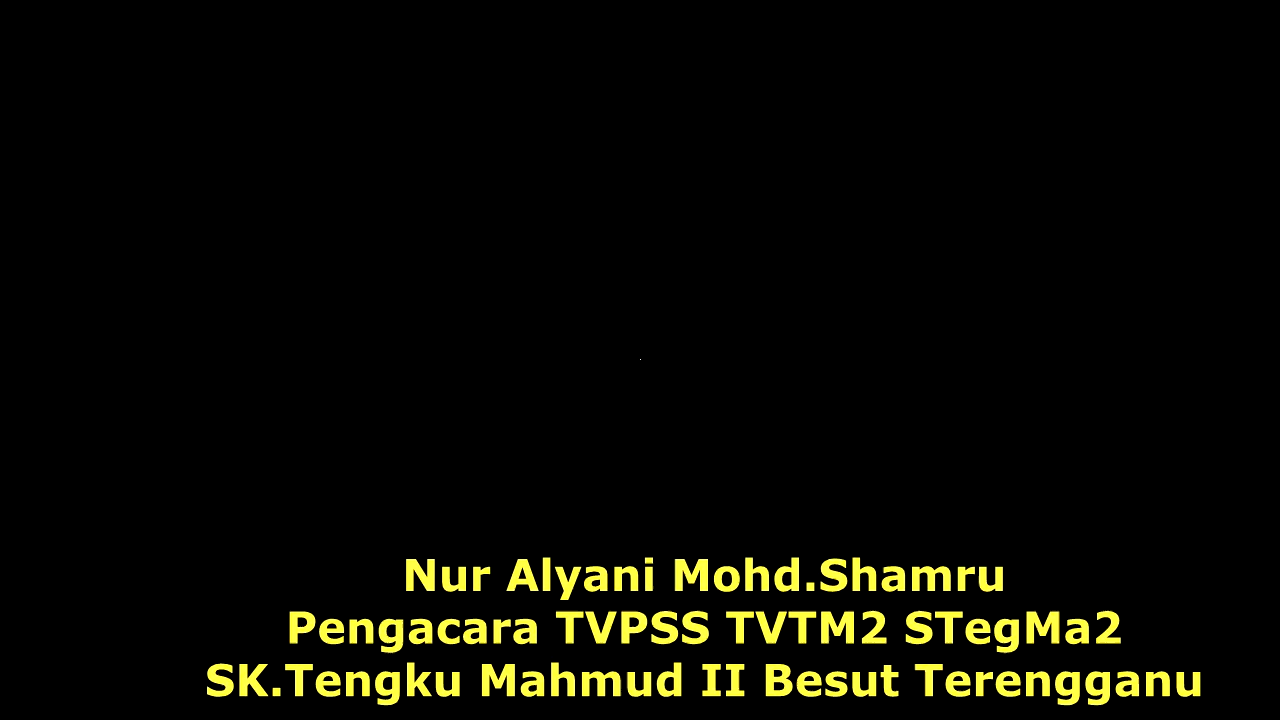 Nur Alyani Mohd.Shamru
Pengacara TVPSS TVTM2 STegMa2
SK.Tengku Mahmud II Besut Terengganu